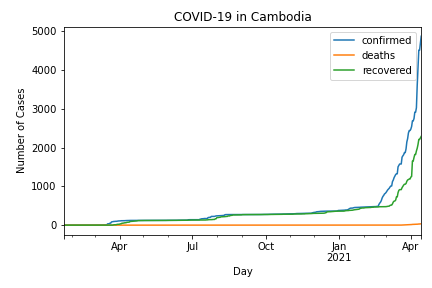 COVID-19 in Cambodia
5000
4000
3000
2000
1000
0
Number of Cases
confirmed
deaths
recovered
Apr
Jul
Oct
Jan
2021
Apr
Day